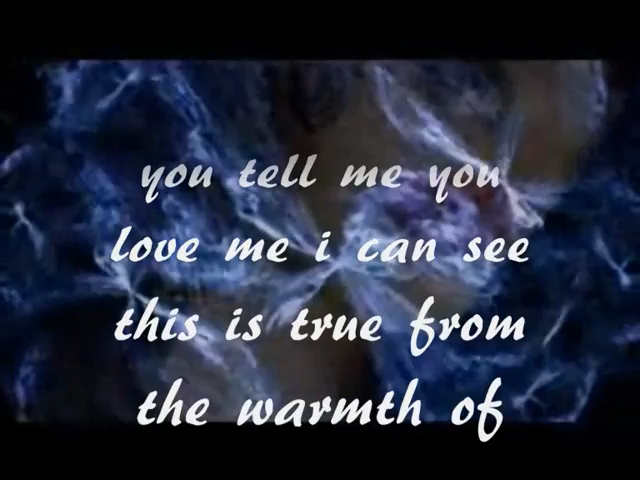 you tell me you
love me i can see
this is true from
the warmth of